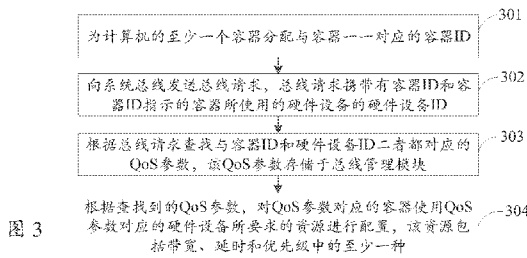 301
为计算机的至少一个容器分配与容器一一对应的容器ID
302
向系统总线发送总线请求，总线请求携带有容器ID和容
器ID指示的容器所使用的硬件设备的硬件设备ID
303
根据总线请求查找与容器ID和硬件设备ID二者都对应的
QoS参数，该QoS参数存储于总线管理模块
根据查找到的QoS参数，对QoS参数对应的容器使用QoS
参数对应的硬件设备所要求的资源进行配置，该资源包
括带宽、延时和优先级中的至少一种
304
图 3